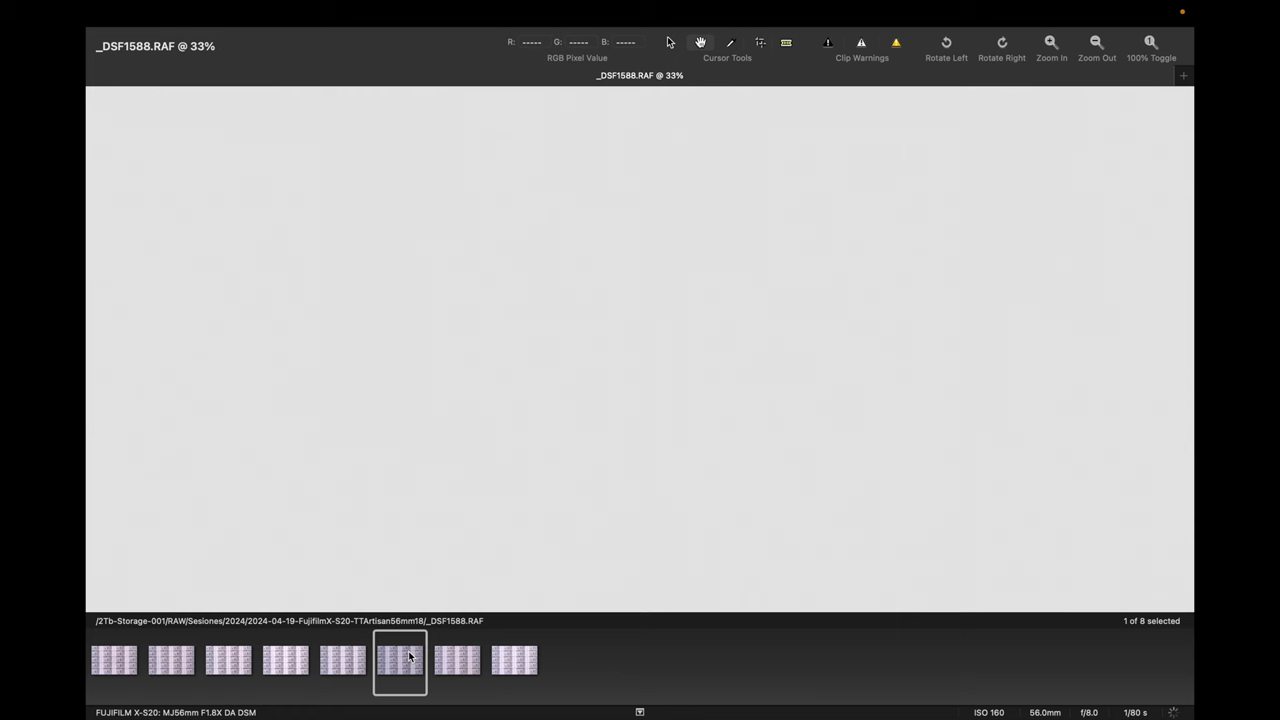 _DSF1588.RAF @ 33%
R: ----- G: ----- B: -----
RGB Pixel Value
Cursor Tools
Clip Warnings
Rotate Left
Rotate Right
Zoom In
Zoom Out
100% Toggle
_DSF1588.RAF @ 33%
/2Tb-Storage-001/RAW/Sesiones/2024/2024-04-19-FujifilmX-S20-TTArtisan56mm18/_DSF1588.RAF
1 of 8 selected
FUJIFILM X-S20: MJ56mm F1.8X DA DSM
ISO 160
56.0mm
f/8.0
1/80 s